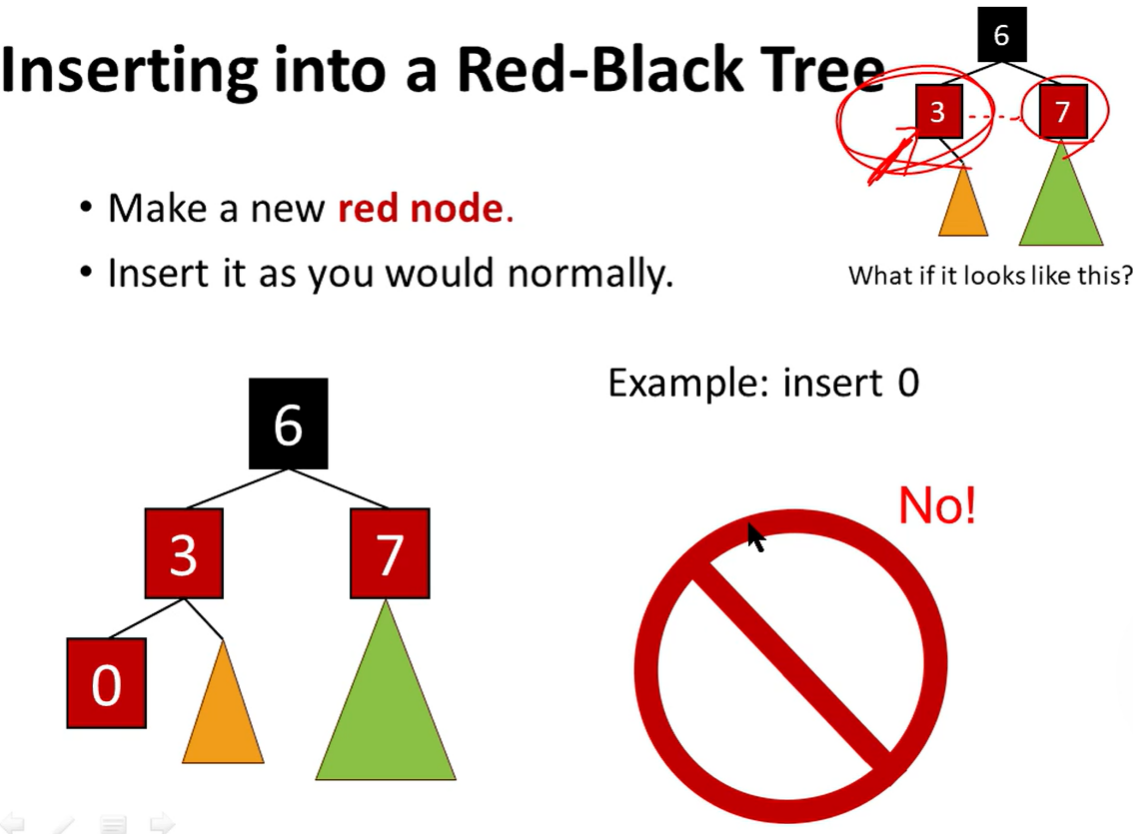 Inserting into a Red-Black Tree
6
3
7
• Make a new red node.
• Insert it as you would normally.
What if it looks like this?
Example: insert 0
6
3
7
0
No!